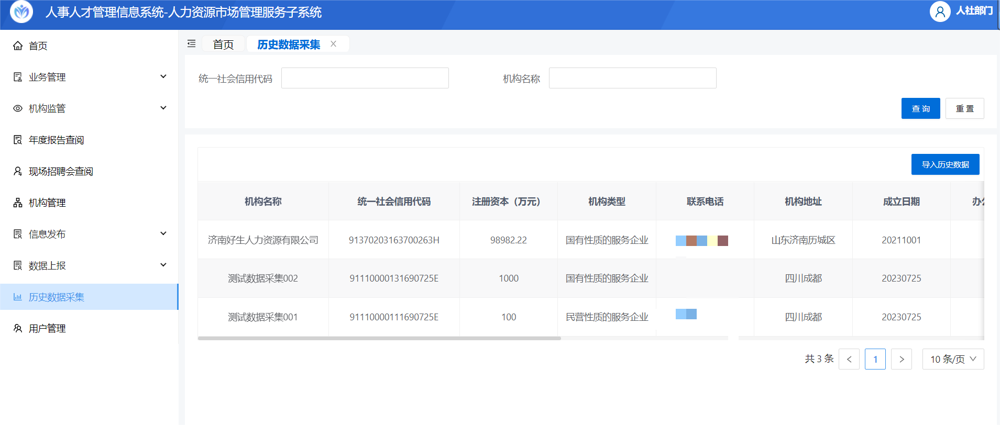 人事人才管理信息系统-人力资源市场管理服务子系统
人社部门
首页
业务管理
机构监管
年度报告查阅
现场招聘会查阅
机构管理
信息发布
数据上报
历史数据采集
用户管理
首页 历史数据采集 X
统一社会信用代码 机构名称
查 询 重 置
导入历史数据
机构名称 统一社会信用代码 注册资本（万元） 机构类型 联系电话 机构地址 成立日期 办
济南好生人力资源有限公司 91370203163700263H 98982.22 国有性质的服务企业 山东济南历城区 20211001
测试数据采集002 91110000131690725E 1000 国有性质的服务企业 四川成都 20230725
测试数据采集001 91110000111690725E 100 民营性质的服务企业 四川成都 20230725
共 3 条 < 1 > 10 条/页